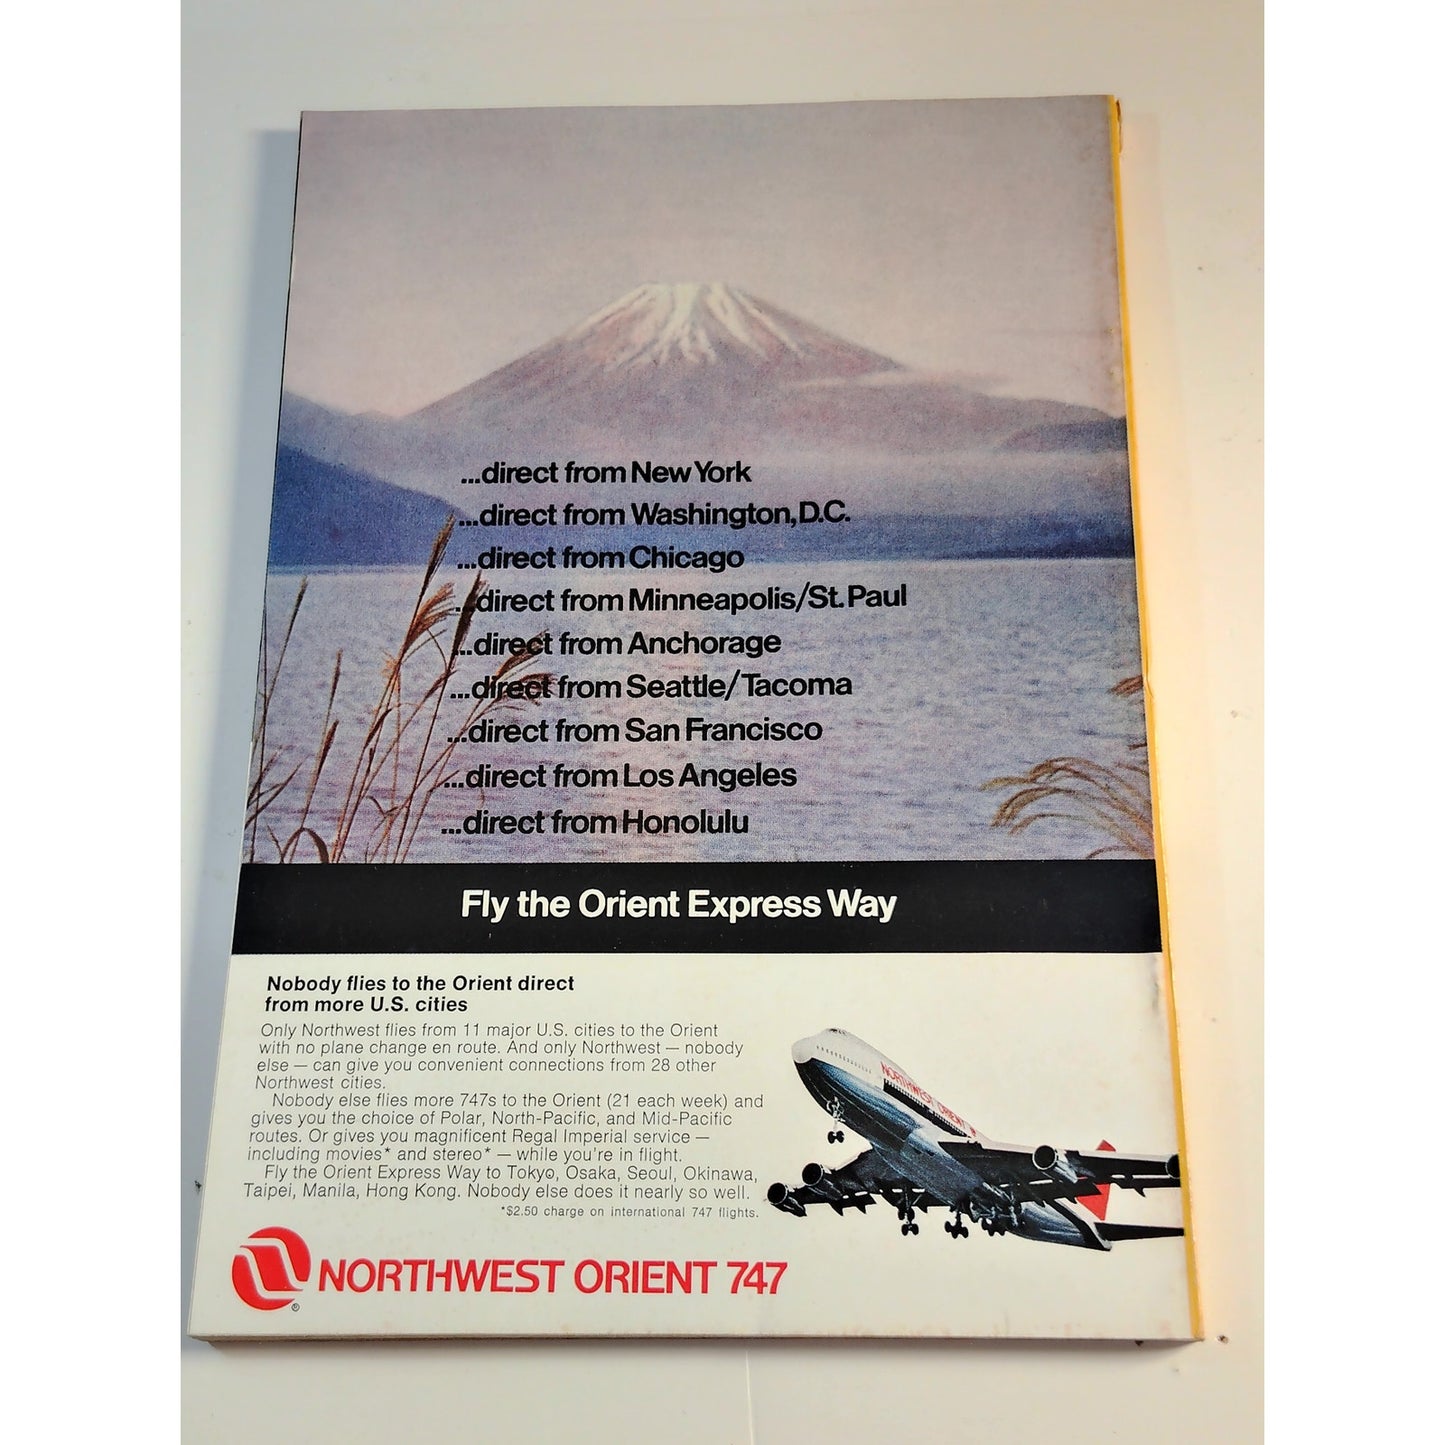 ...direct from New York
...direct from Washington, D.C.
...direct from Chicago
...direct from Minneapolis/St. Paul
...direct from Anchorage
...direct from Seattle/Tacoma
...direct from San Francisco
...direct from Los Angeles
...direct from Honolulu
Fly the Orient Express Way
Nobody flies to the Orient direct
from more U.S. cities
Only Northwest flies from 11 major U.S. cities to the Orient
with no plane change en route. And only Northwest — nobody
else — can give you convenient connections from 28 other
Northwest cities.
Nobody else flies more 747s to the Orient (21 each week) and
gives you the choice of Polar, North-Pacific, and Mid-Pacific
routes. Or gives you magnificent Regal Imperial service —
including movies* and stereo* — while you're in flight.
Fly the Orient Express Way to Tokyo, Osaka, Seoul, Okinawa,
Taipei, Manila, Hong Kong. Nobody else does it nearly so well.
*$2.50 charge on international 747 flights.
NORTHWEST ORIENT
® NORTHWEST ORIENT 747